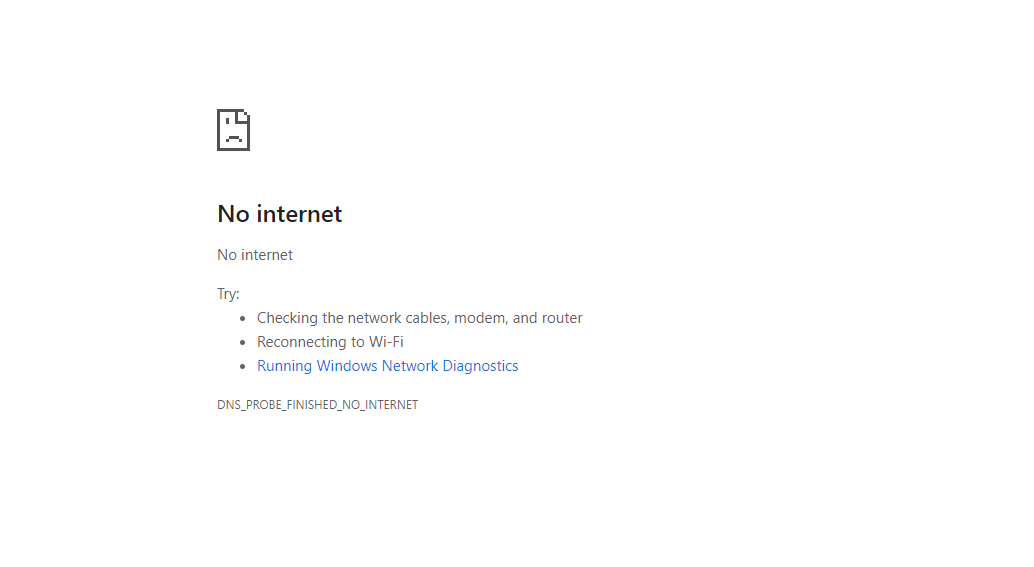 No internet
No internet
Try:
Checking the network cables, modem, and router
Reconnecting to Wi-Fi
Running Windows Network Diagnostics
DNS_PROBE_FINISHED_NO_INTERNET